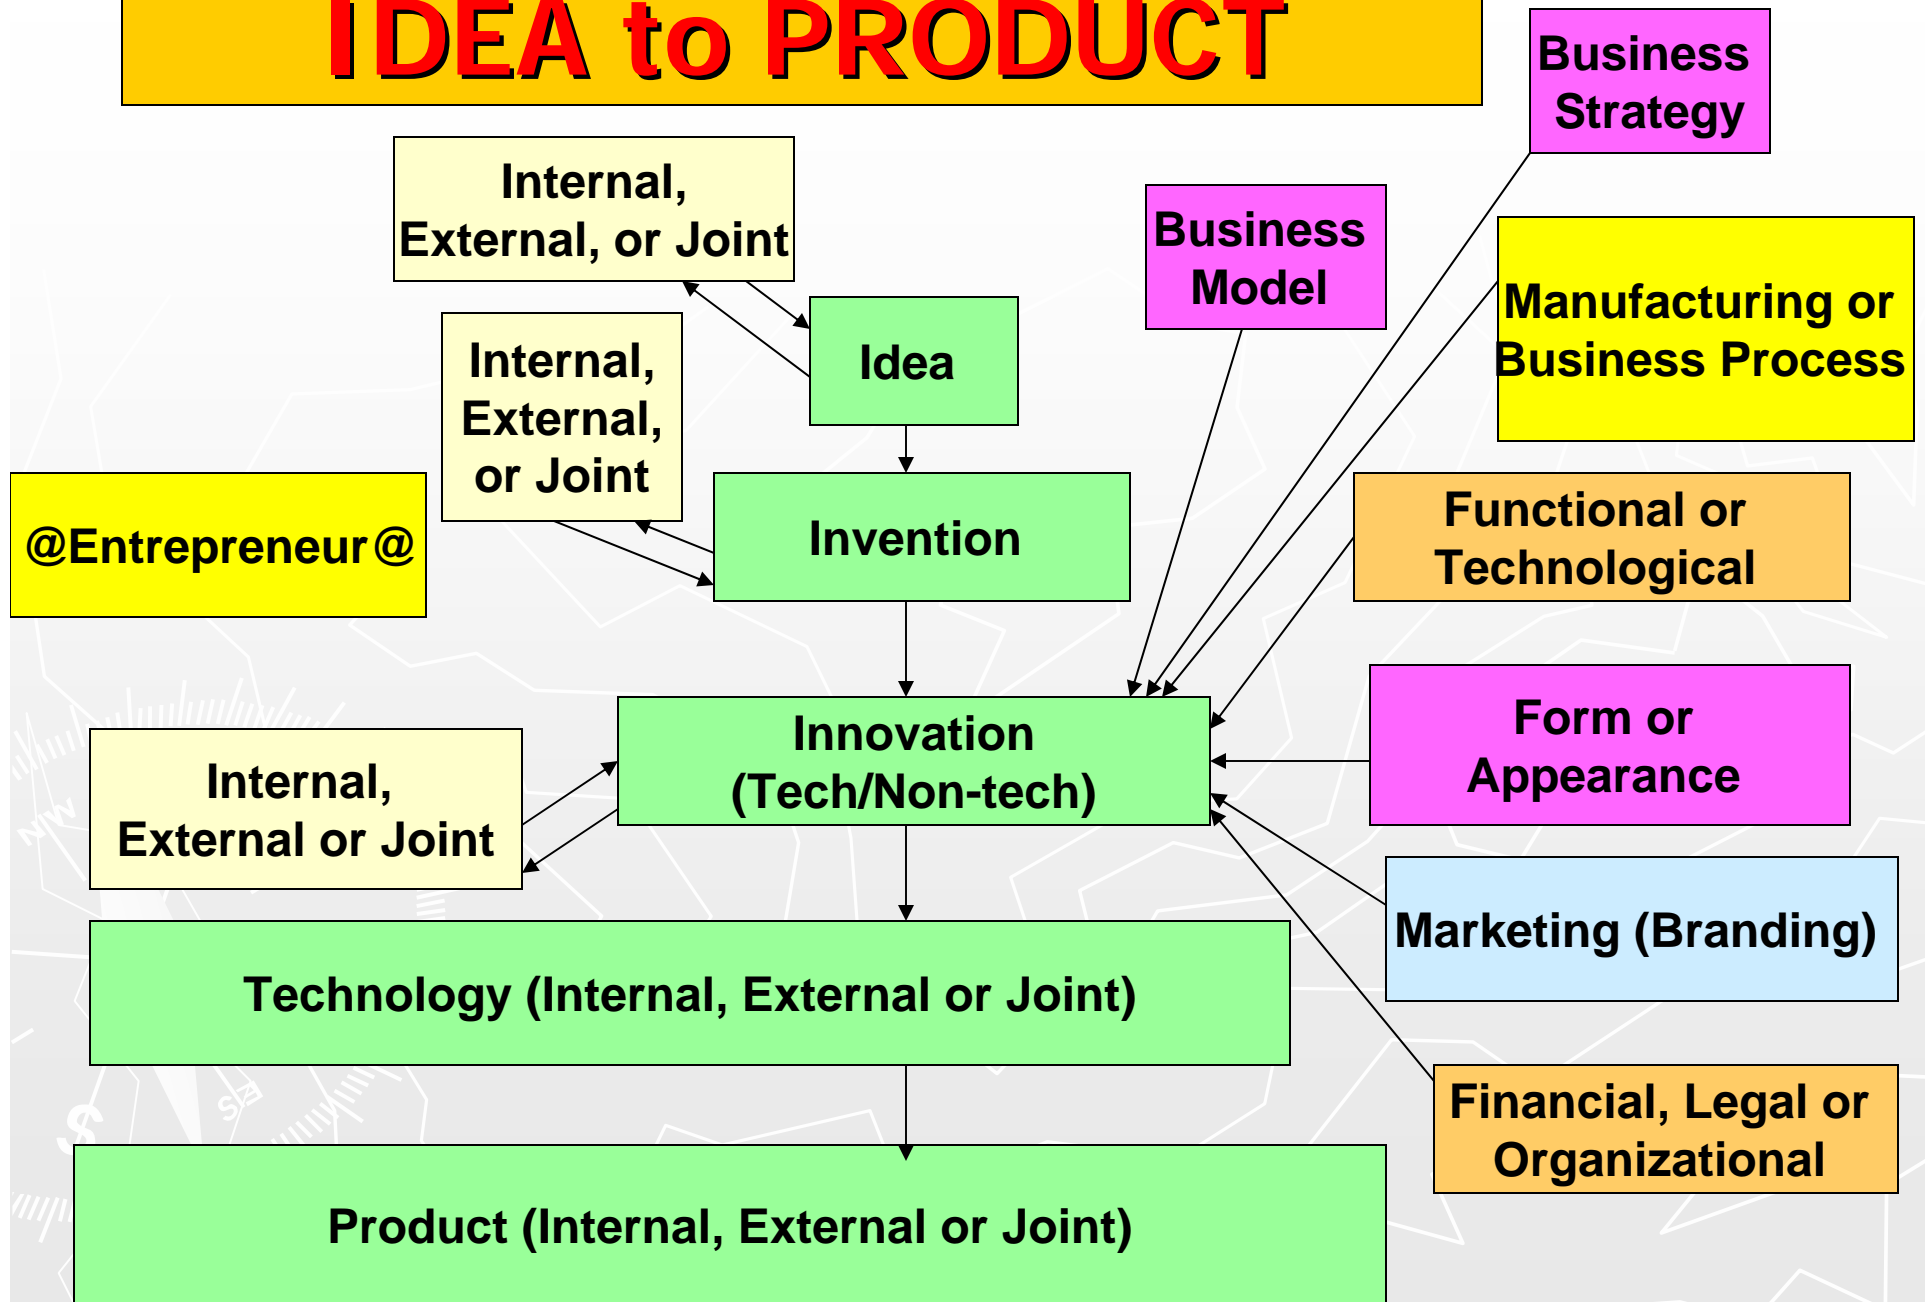 IDEA to PRODUCT
Business
Strategy
Internal,
External, or Joint
Business
Model
Manufacturing or
Business Process
Idea
Internal,
External,
or Joint
@Entrepreneur@
Invention
Functional or
Technological
Innovation
(Tech/Non-tech)
Form or
Appearance
Internal,
External or Joint
Marketing (Branding)
Technology (Internal, External or Joint)
Financial, Legal or
Organizational
Product (Internal, External or Joint)
NW
$